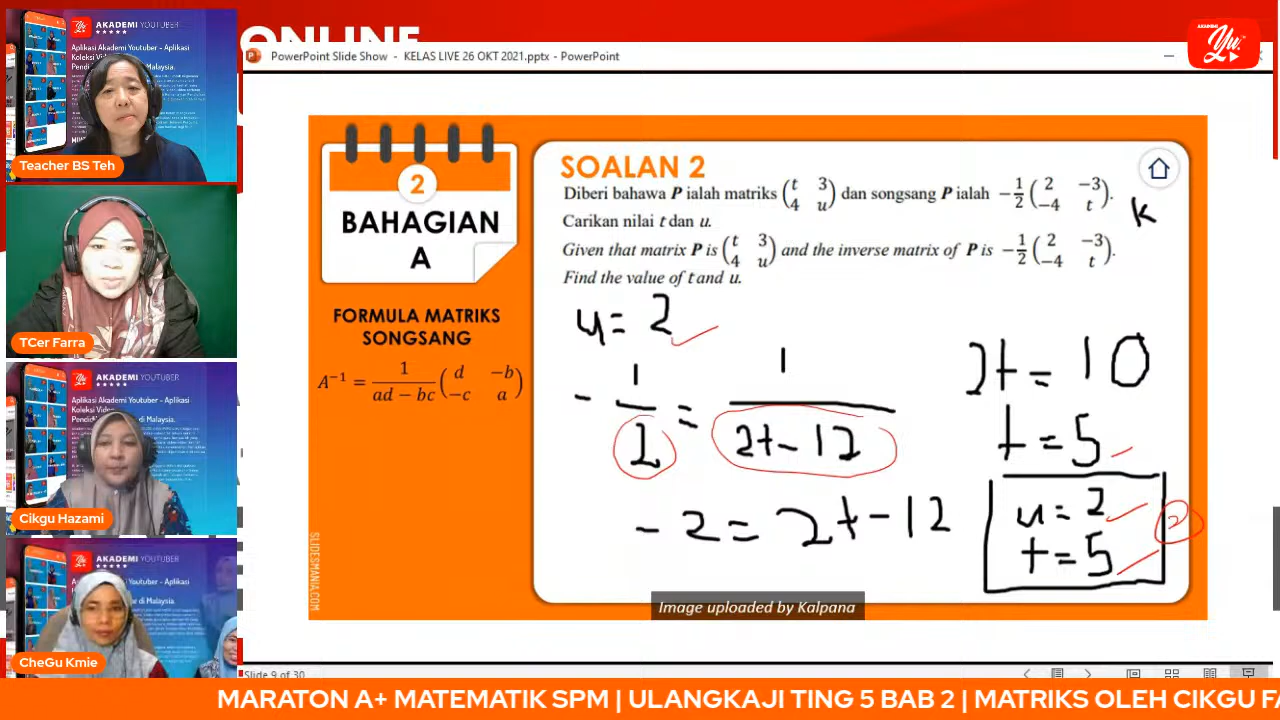 ONLINE
PowerPoint Slide Show - KELAS LIVE 26 OKT 2021.pptx - PowerPoint
AKADEMI YOUTUBER
Aplikasi Akademi Youtuber - Aplikasi
Teacher BS Teh
TCer Farra
AKADEMI YOUTUBER
Cikgu Hazami
AKADEMI YOUTUBER
CheGu Kmie
2
BAHAGIAN
A
FORMULA MATRIKS
SONGSANG
A⁻¹ = 1/(ad − bc) (d −b; −c a)
SLIDESMANIA.COM
SOALAN 2
Diberi bahawa P ialah matriks (t 3; 4 u) dan songsang P ialah −1/2 (2 −3; −4 t).
Carikan nilai t dan u.
Given that matrix P is (t 3; 4 u) and the inverse matrix of P is −1/2 (2 −3; −4 t).
Find the value of t and u.
K
u = 2
− 1/2 = 1/(2t − 12)
− 2 = 2t − 12
2t = 10
t = 5
u = 2
t = 5
2
Image uploaded by Kalpana
Slide 9 of 30
MARATON A+ MATEMATIK SPM | ULANGKAJI TING 5 BAB 2 | MATRIKS OLEH CIKGU FA